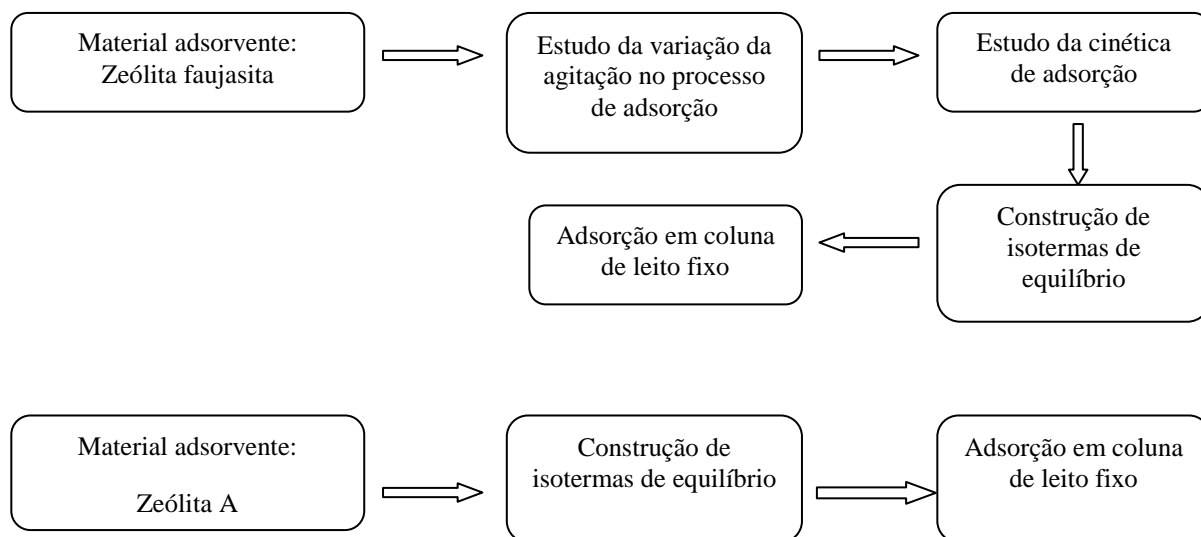 Material adsorvente:
Zeólita faujasita
Estudo da variação da
agitação no processo
de adsorção
Estudo da cinética
de adsorção
Construção de
isotermas de
equilíbrio
Adsorção em coluna
de leito fixo
Material adsorvente:
Zeólita A
Construção de
isotermas de equilíbrio
Adsorção em coluna
de leito fixo